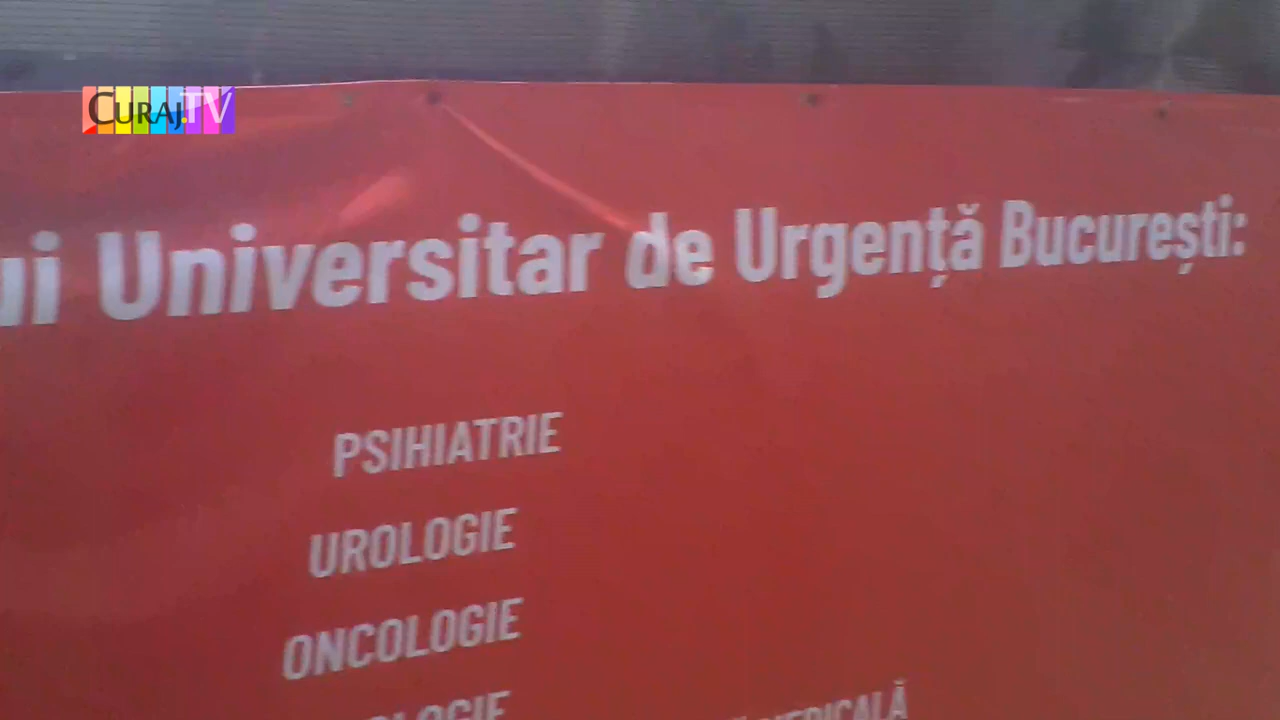 CURAJ.TV
Universitar de Urgență București:
PSIHIATRIE
UROLOGIE
ONCOLOGIE